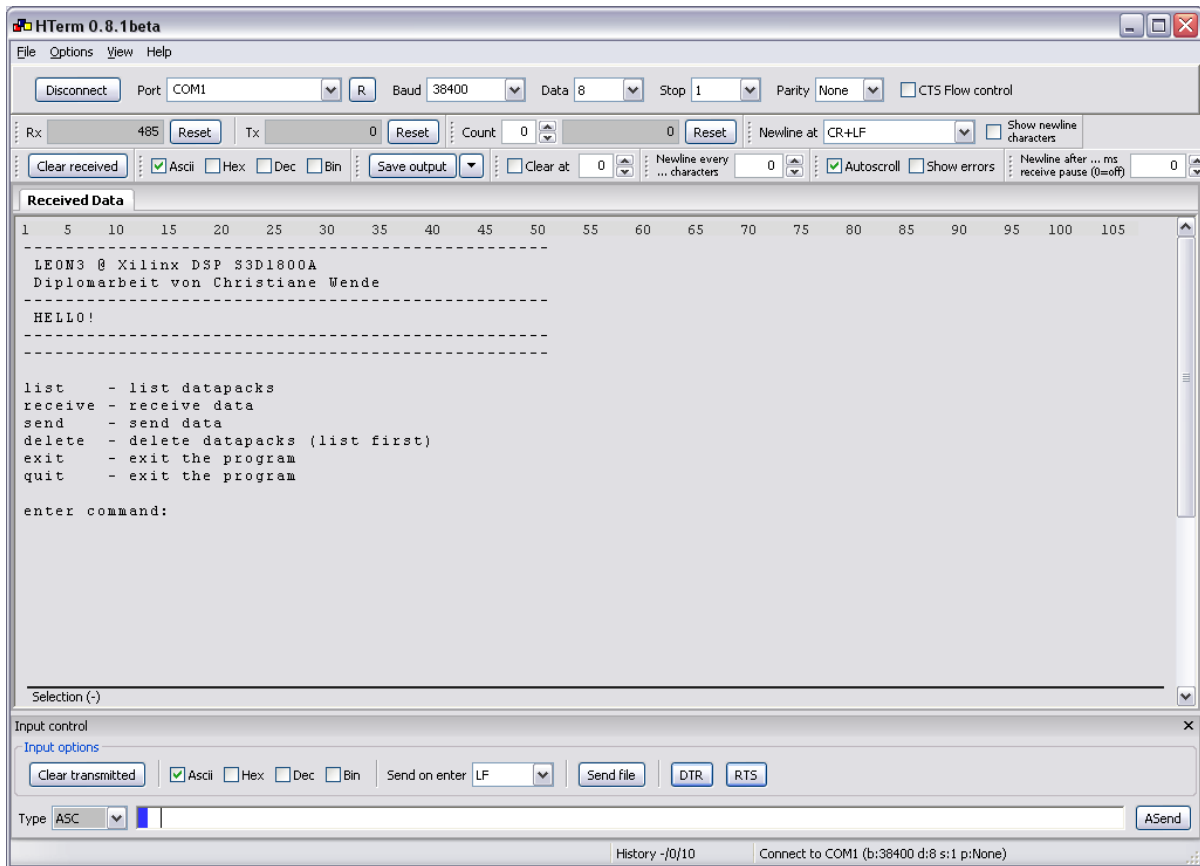 HTerm 0.8.1beta
File Options View Help
Disconnect Port COM1 R Baud 38400 Data 8 Stop 1 Parity None CTS Flow control
Rx 485 Reset Tx 0 Reset Count 0 0 Reset Newline at CR+LF Show newline characters
Clear received Ascii Hex Dec Bin Save output Clear at 0 Newline every ... characters 0 Autoscroll Show errors Newline after ... ms receive pause (0=off) 0
Received Data
1 5 10 15 20 25 30 35 40 45 50 55 60 65 70 75 80 85 90 95 100 105
--------------------------------------------------
LEON3 @ Xilinx DSP S3D1800A
Diplomarbeit von Christiane Wende
--------------------------------------------------
HELLO!
--------------------------------------------------
--------------------------------------------------
list - list datapacks
receive - receive data
send - send data
delete - delete datapacks (list first)
exit - exit the program
quit - exit the program
enter command:
Selection (-)
Input control
Input options
Clear transmitted Ascii Hex Dec Bin Send on enter LF Send file DTR RTS
Type ASC ASend
History -/0/10 Connect to COM1 (b:38400 d:8 s:1 p:None)